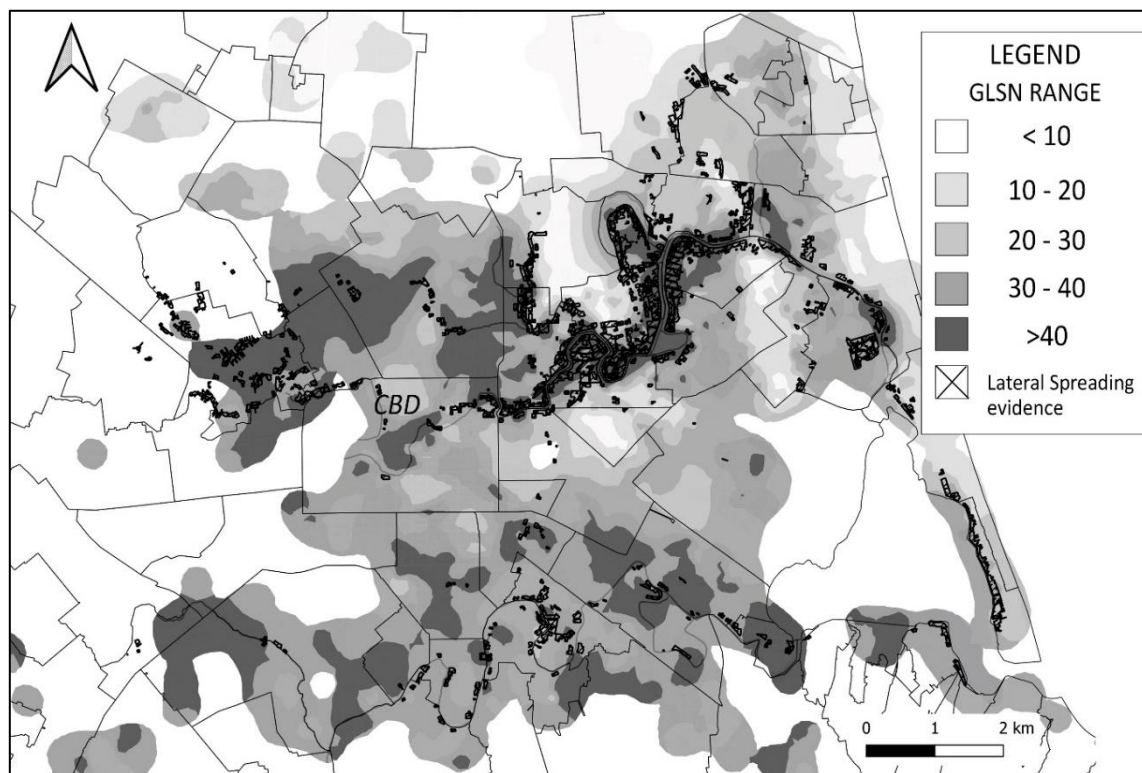 LEGEND
GLSN RANGE
< 10
10 - 20
20 - 30
30 - 40
>40
Lateral Spreading
evidence
CBD
0 1 2 km